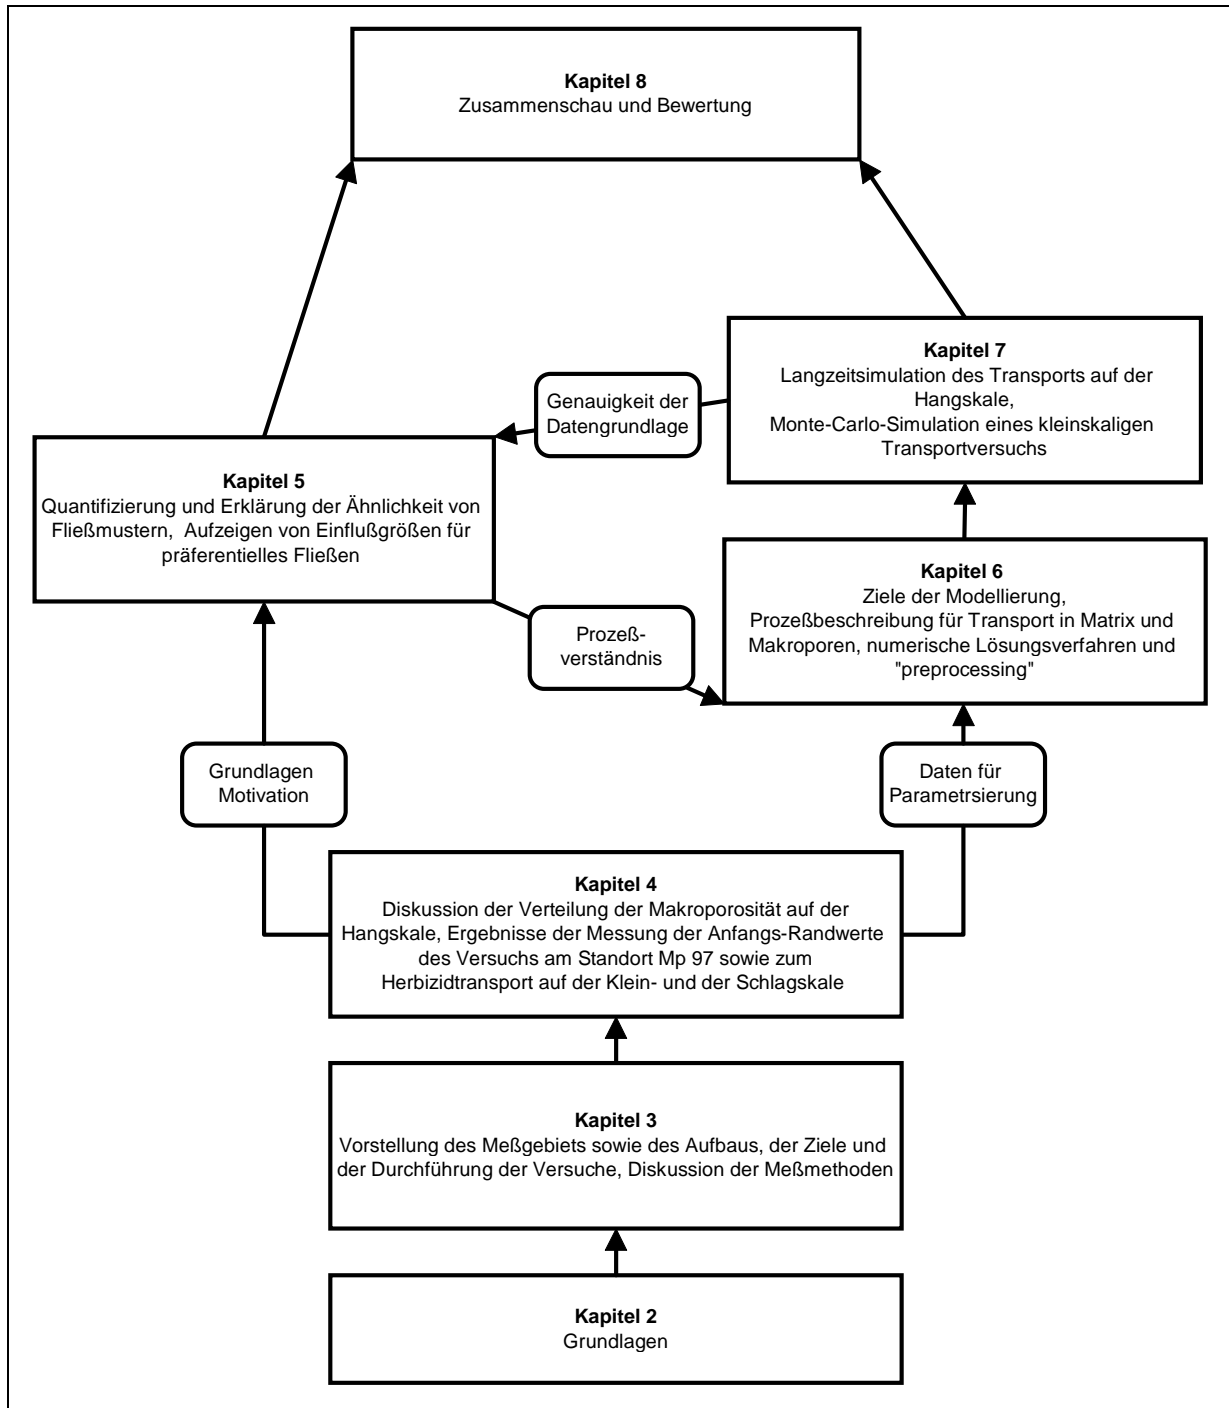 Kapitel 8
Zusammenschau und Bewertung
Kapitel 7
Langzeitsimulation des Transports auf der
Hangskale,
Monte-Carlo-Simulation eines kleinskaligen
Transportversuchs
Genauigkeit der
Datengrundlage
Kapitel 5
Quantifizierung und Erklärung der Ähnlichkeit von
Fließmustern, Aufzeigen von Einflußgrößen für
präferentielles Fließen
Kapitel 6
Ziele der Modellierung,
Prozeßbeschreibung für Transport in Matrix und
Makroporen, numerische Lösungsverfahren und
"preprocessing"
Prozeß-
verständnis
Grundlagen
Motivation
Daten für
Parametrsierung
Kapitel 4
Diskussion der Verteilung der Makroporosität auf der
Hangskale, Ergebnisse der Messung der Anfangs-Randwerte
des Versuchs am Standort Mp 97 sowie zum
Herbizidtransport auf der Klein- und der Schlagskale
Kapitel 3
Vorstellung des Meßgebiets sowie des Aufbaus, der Ziele und
der Durchführung der Versuche, Diskussion der Meßmethoden
Kapitel 2
Grundlagen